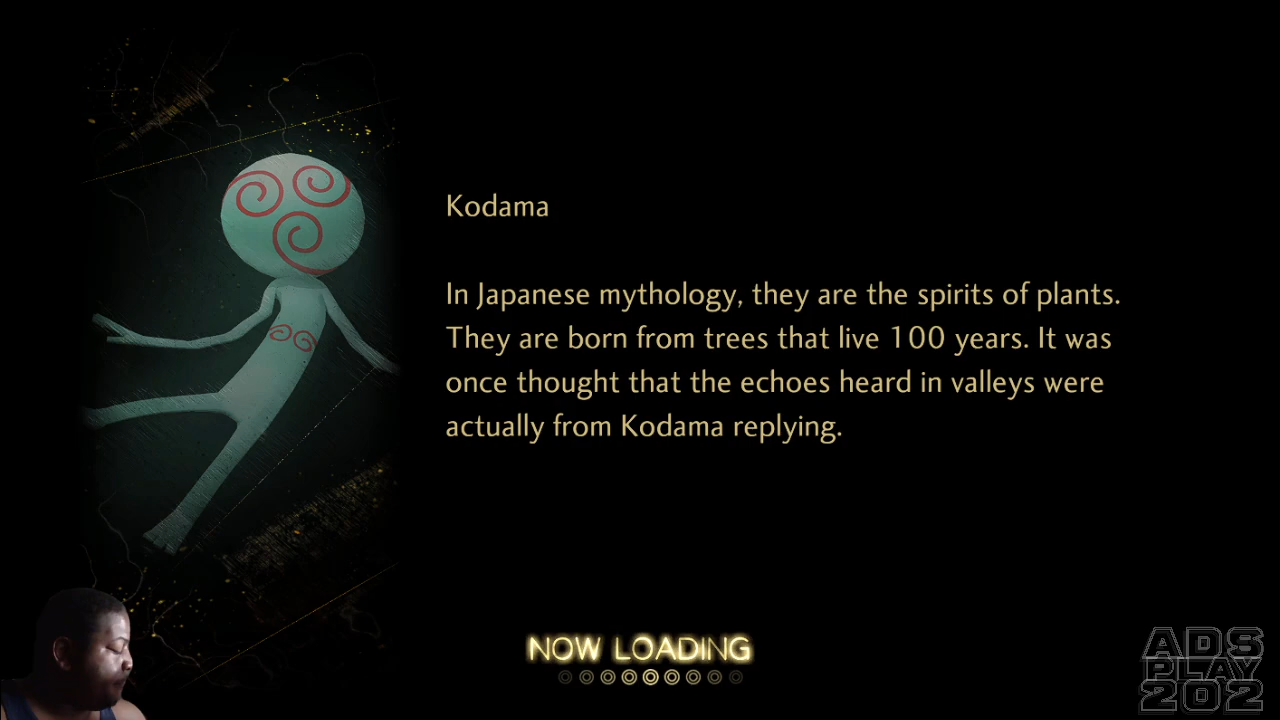 Kodama
In Japanese mythology, they are the spirits of plants.
They are born from trees that live 100 years. It was
once thought that the echoes heard in valleys were
actually from Kodama replying.
NOW LOADING
ADS
PLAY
202